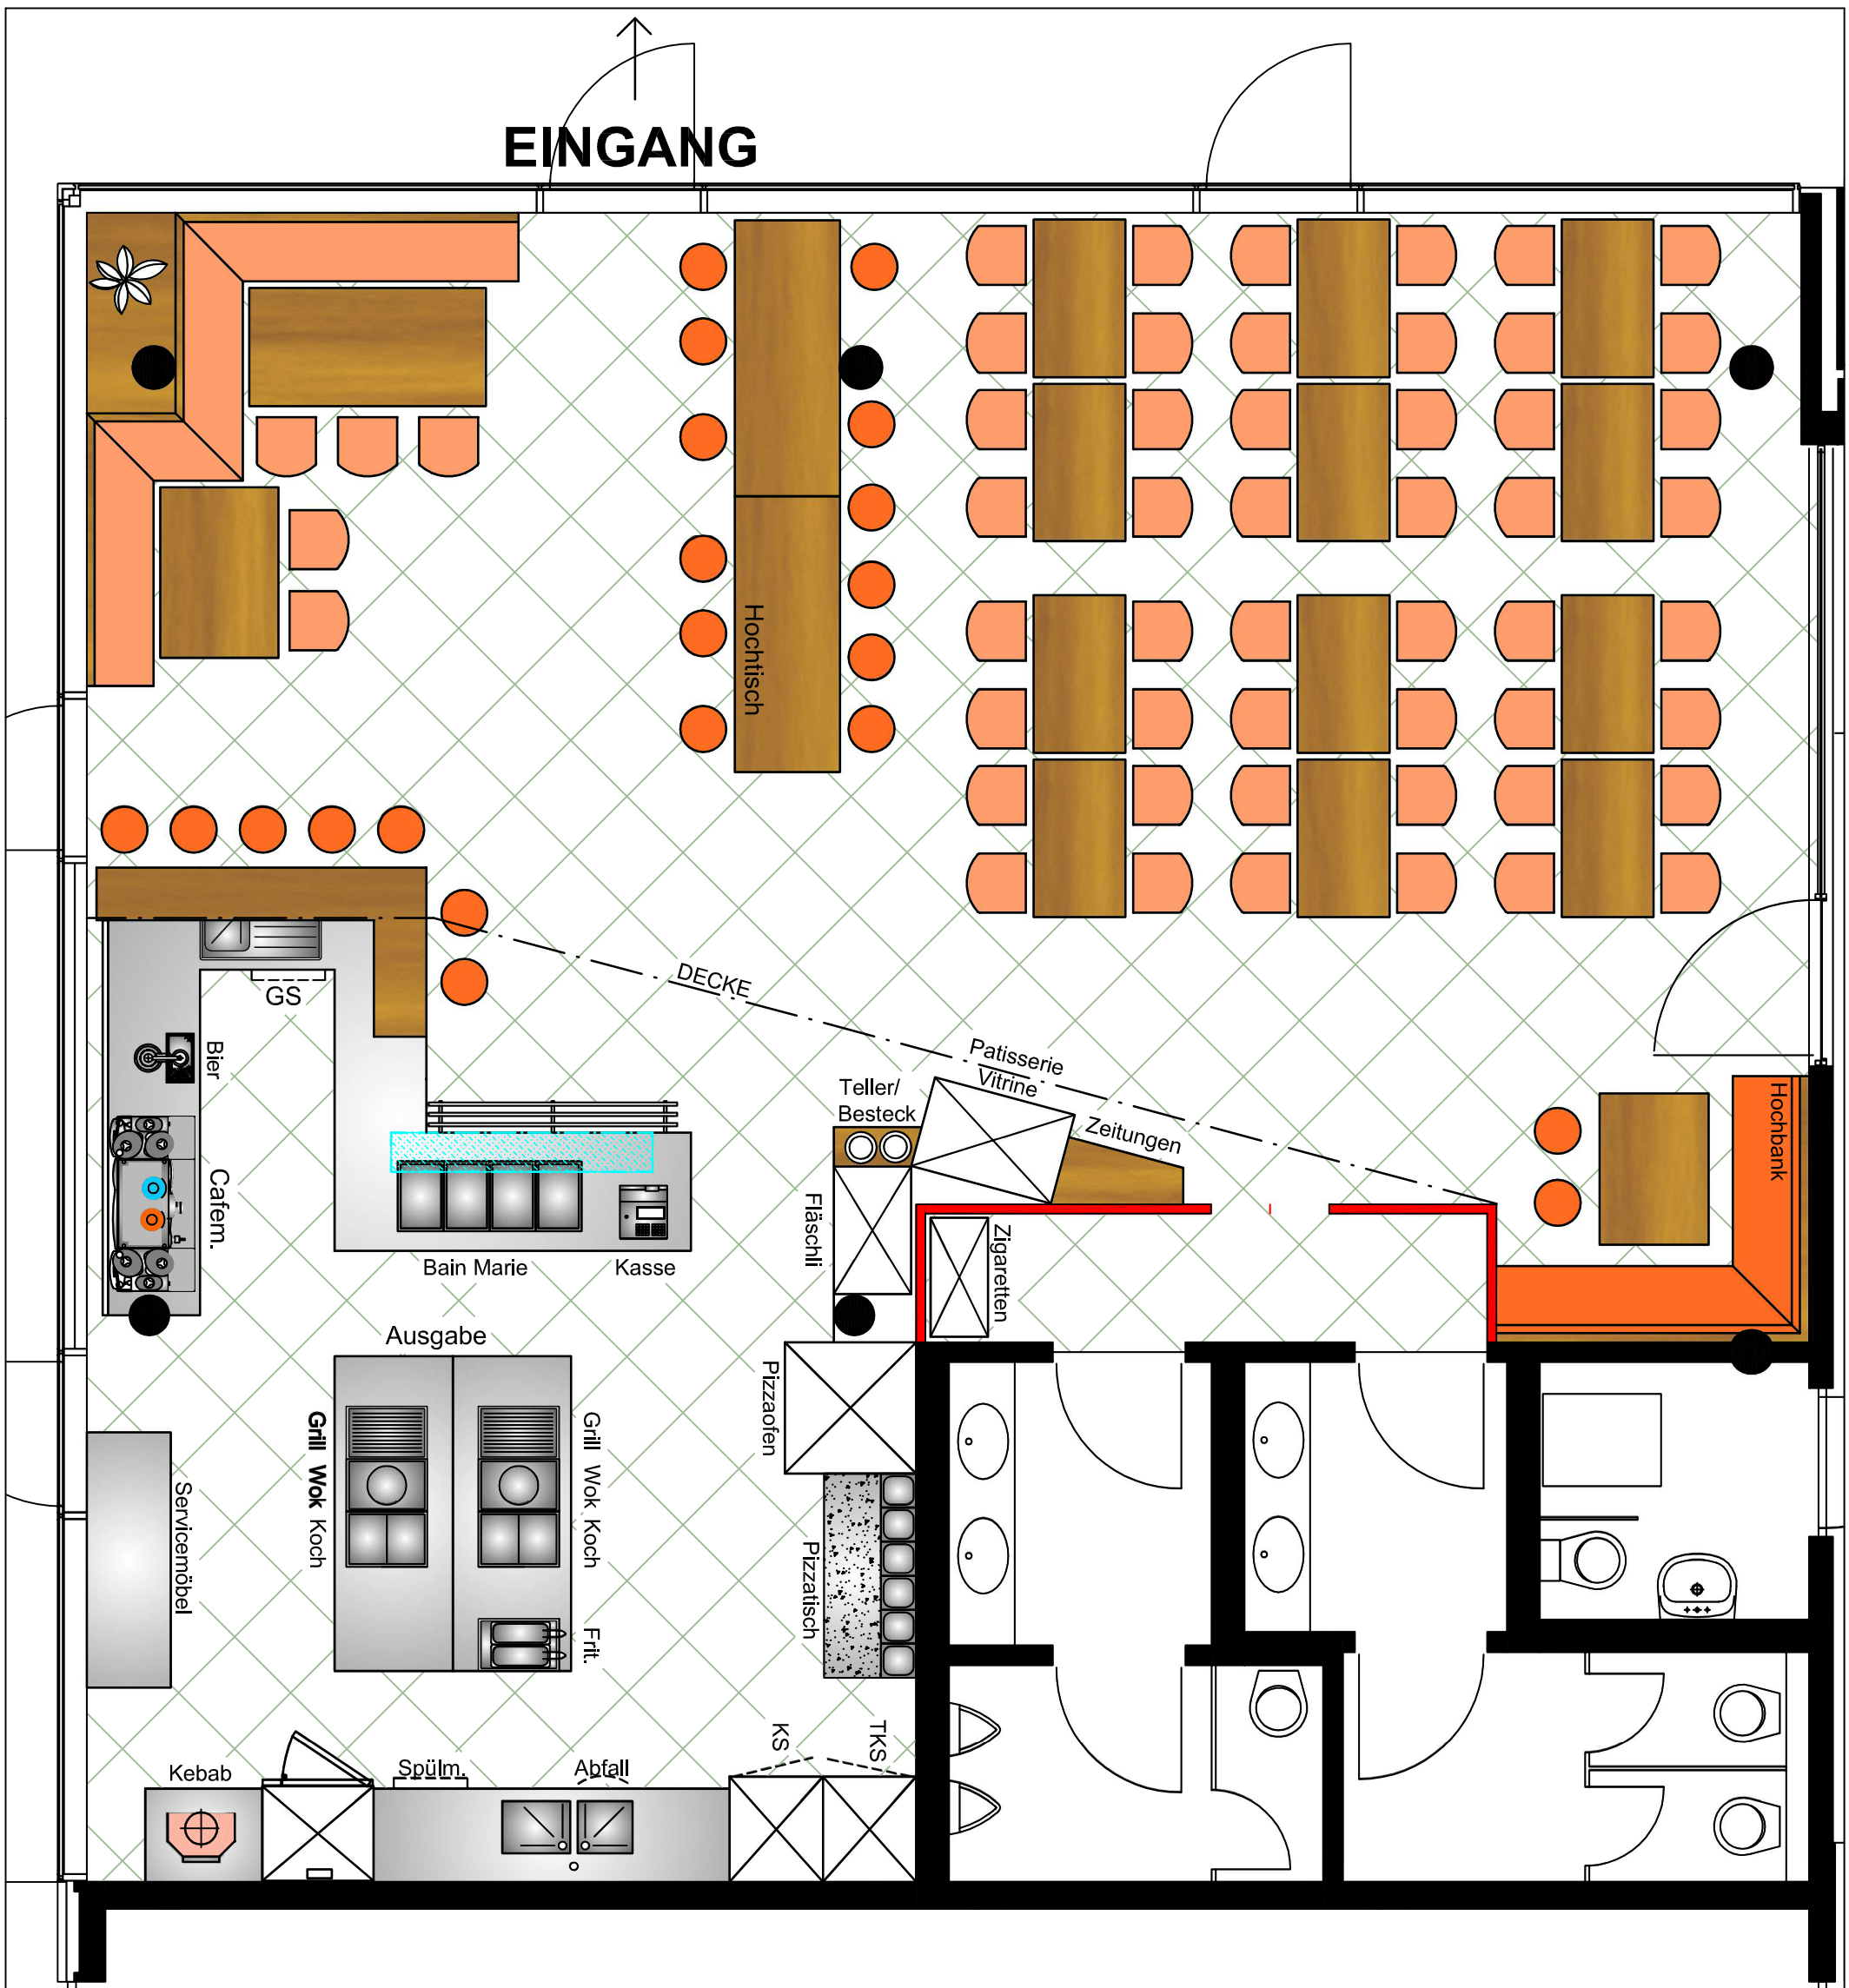 EINGANG
Hochtisch
DECKE
GS
Bier
Patisserie
Vitrine
Teller/
Besteck
Zeitungen
Hochbank
Cafem.
Fläschli
Zigaretten
Bain Marie
Kasse
Ausgabe
Pizzaofen
Grill Wok Koch
Grill Wok Koch
Servicemöbel
Pizzatisch
Frit.
KS
TKS
Kebab
Spülm.
Abfall